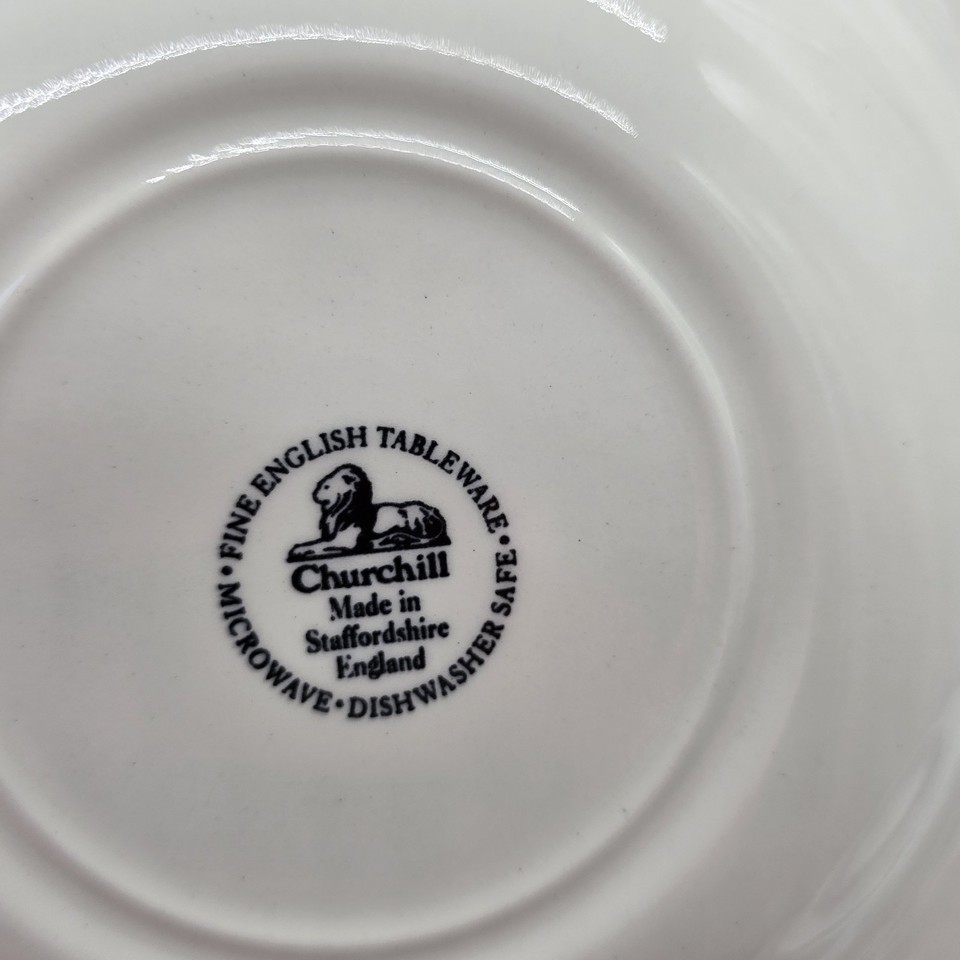 • FINE ENGLISH TABLEWARE •
Churchill
Made in
Staffordshire
England
MICROWAVE • DISHWASHER SAFE